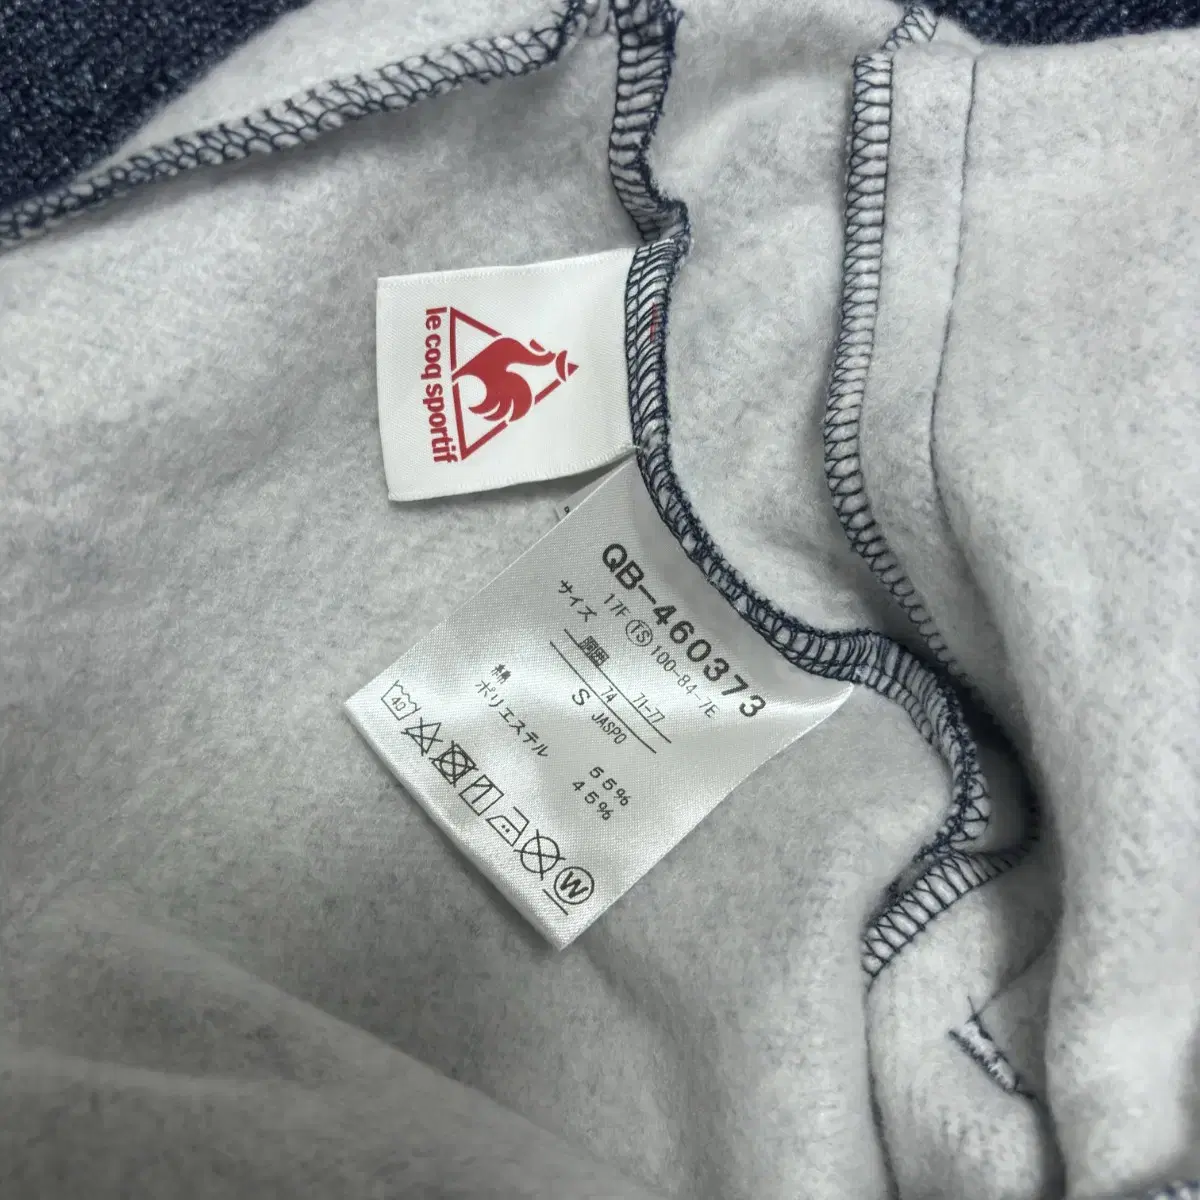 le coq sportif
QB-460373
17F TS 100-84-7E
サイズ
胸囲 74 71-77
S JASPO
綿 55%
ポリエステル 45%
40
W